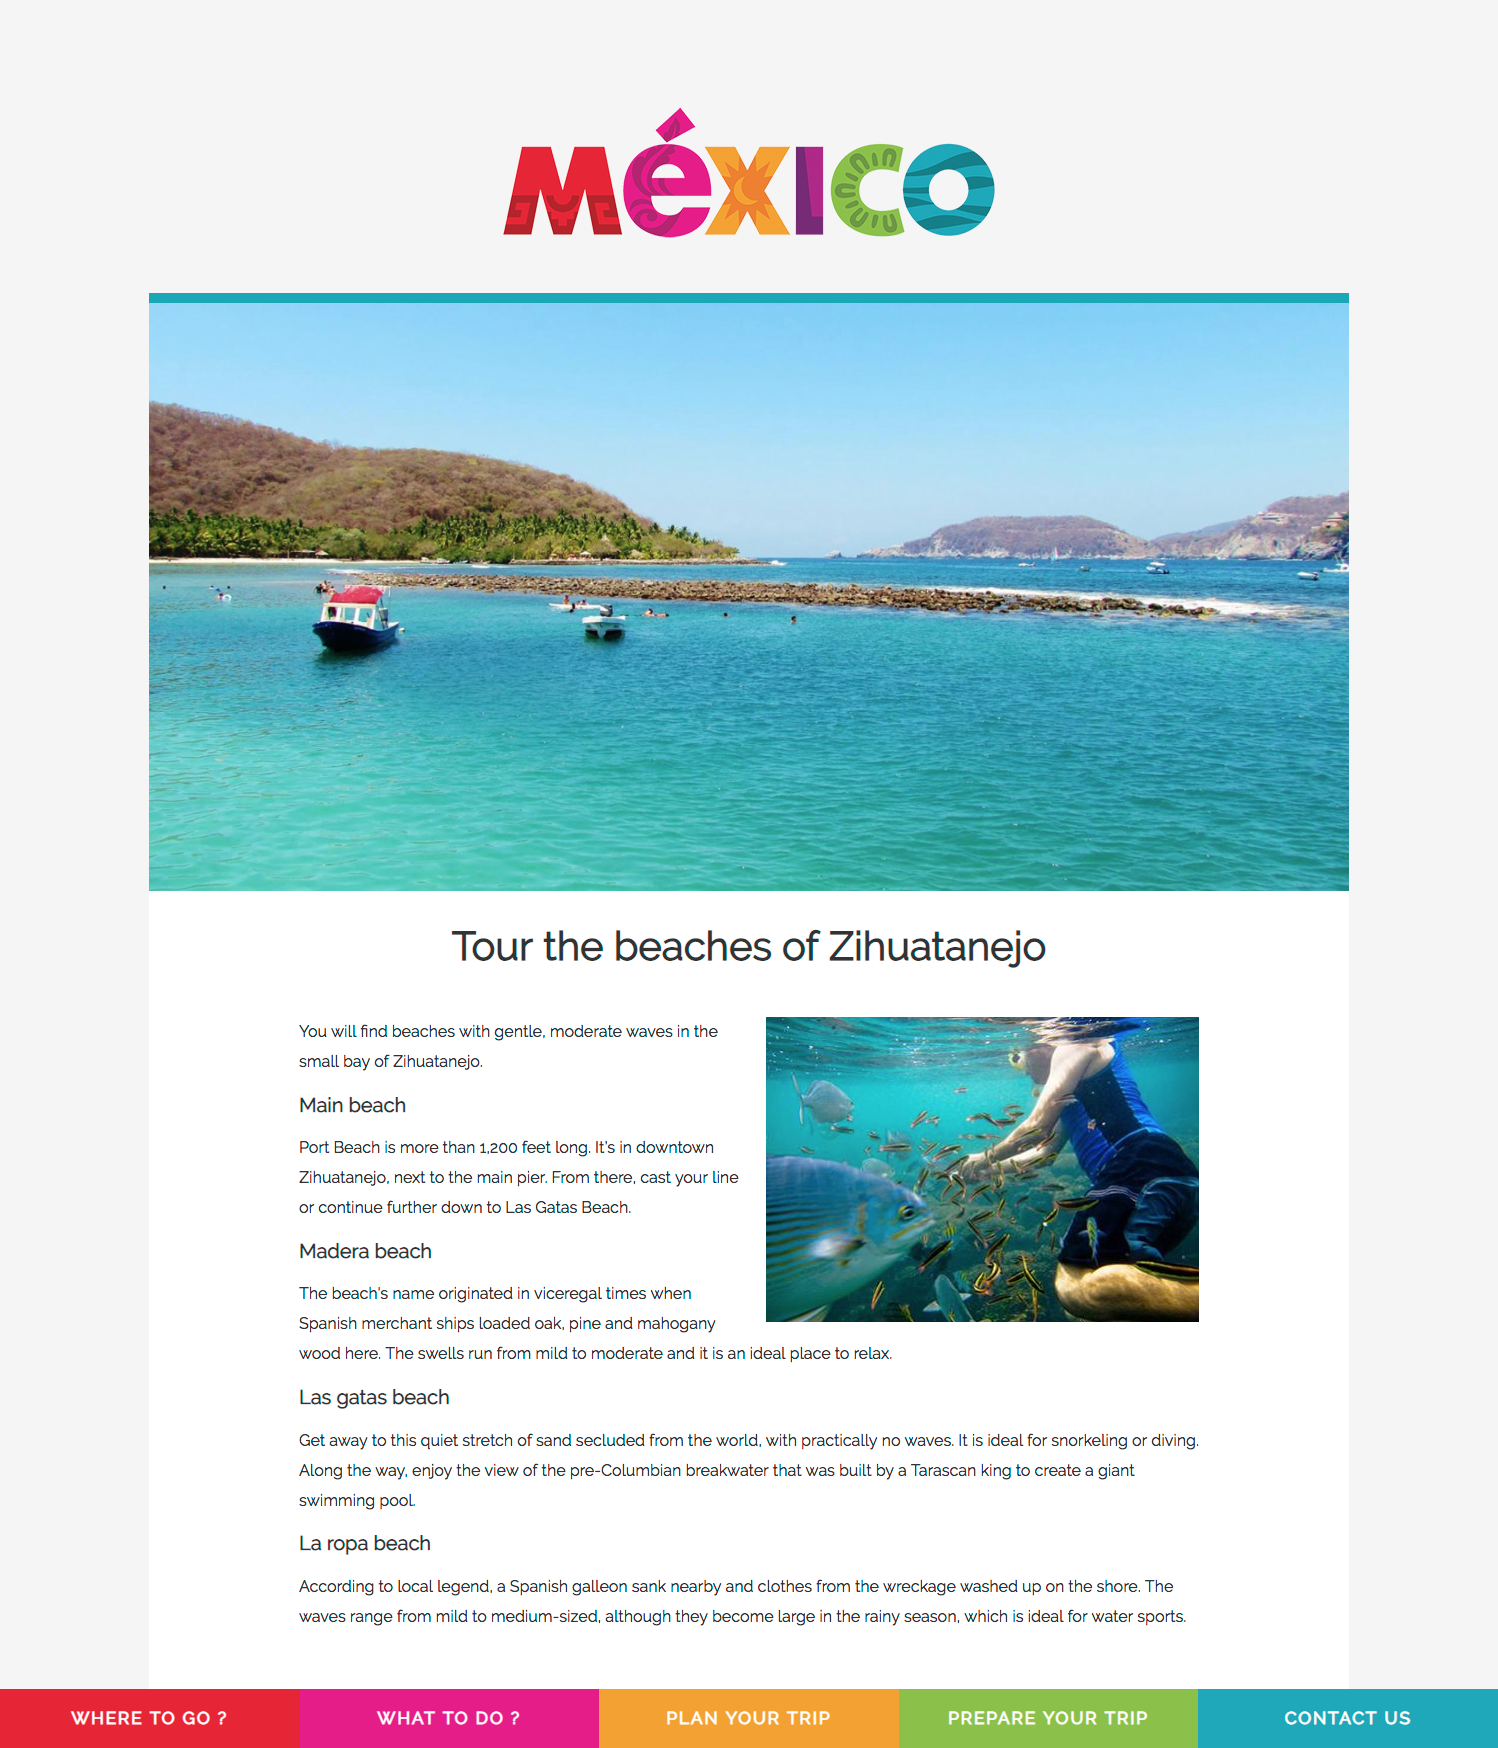 MéXICO
Tour the beaches of Zihuatanejo
You will find beaches with gentle, moderate waves in the
small bay of Zihuatanejo.
Main beach
Port Beach is more than 1,200 feet long. It's in downtown
Zihuatanejo, next to the main pier. From there, cast your line
or continue further down to Las Gatas Beach.
Madera beach
The beach's name originated in viceregal times when
Spanish merchant ships loaded oak, pine and mahogany
wood here. The swells run from mild to moderate and it is an ideal place to relax.
Las gatas beach
Get away to this quiet stretch of sand secluded from the world, with practically no waves. It is ideal for snorkeling or diving.
Along the way, enjoy the view of the pre-Columbian breakwater that was built by a Tarascan king to create a giant
swimming pool.
La ropa beach
According to local legend, a Spanish galleon sank nearby and clothes from the wreckage washed up on the shore. The
waves range from mild to medium-sized, although they become large in the rainy season, which is ideal for water sports.
WHERE TO GO ?
WHAT TO DO ?
PLAN YOUR TRIP
PREPARE YOUR TRIP
CONTACT US